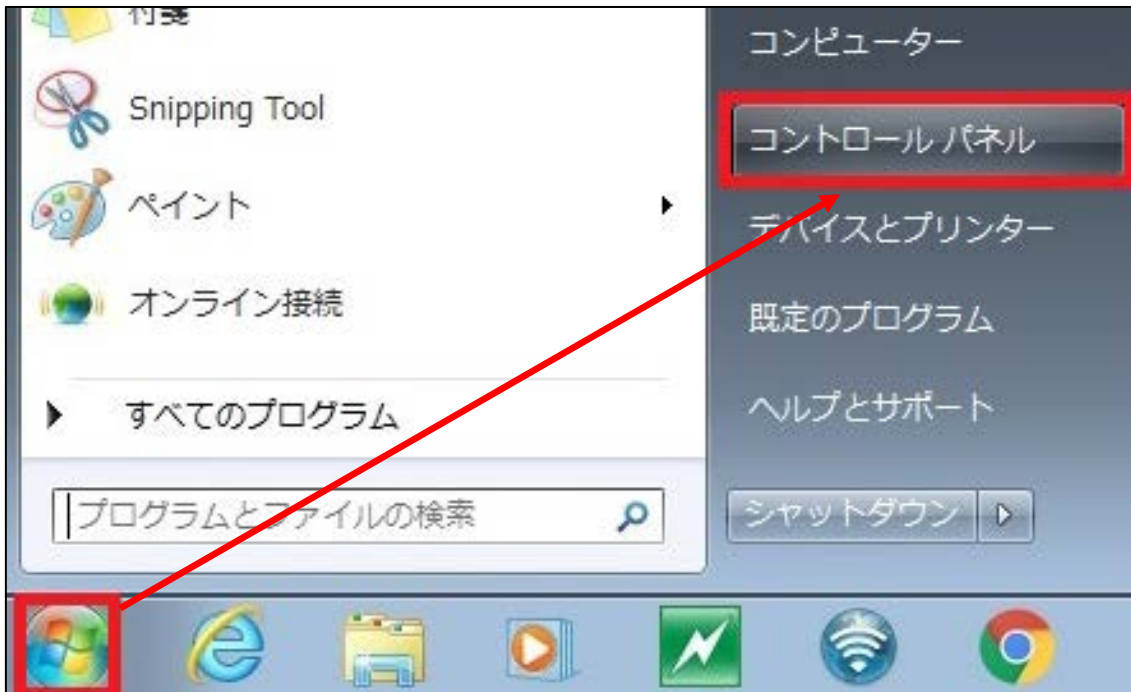 付箋
Snipping Tool
ペイント
オンライン接続
すべてのプログラム
プログラムとファイルの検索
コンピューター
コントロール パネル
デバイスとプリンター
既定のプログラム
ヘルプとサポート
シャットダウン